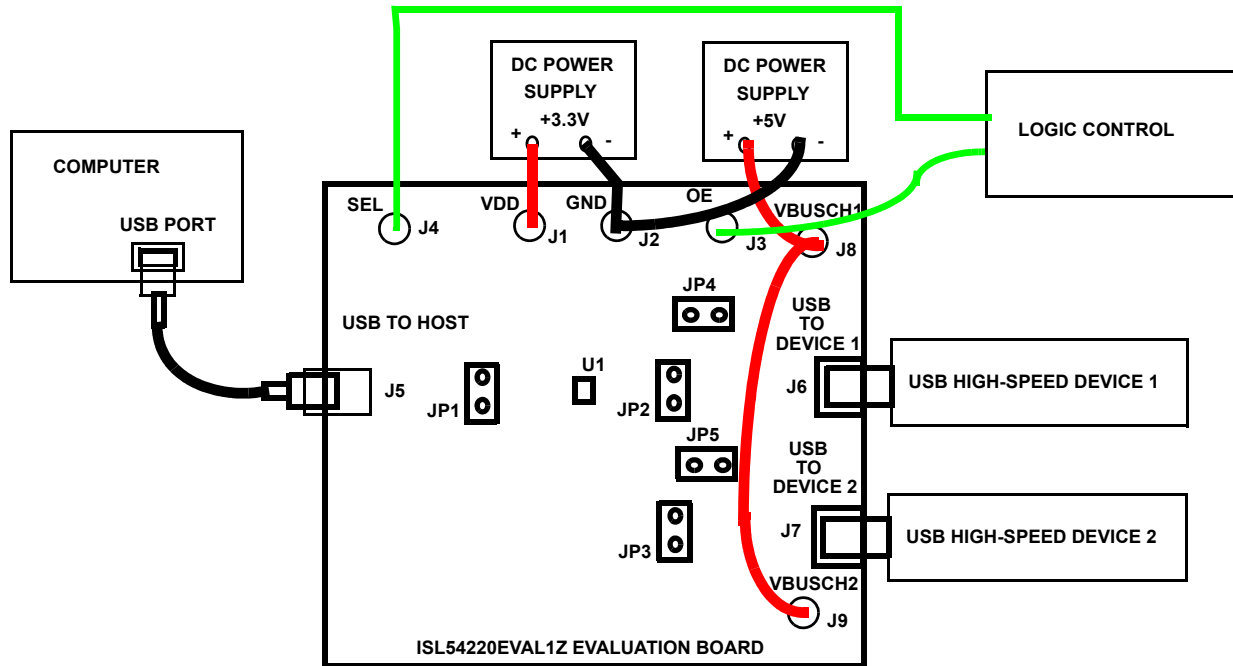 DC POWER
SUPPLY
+3.3V
+
-
DC POWER
SUPPLY
+5V
+
-
LOGIC CONTROL
COMPUTER
USB PORT
SEL
J4
VDD
J1
GND
J2
OE
J3
VBUSCH1
J8
JP4
USB
TO
DEVICE 1
USB TO HOST
J5
JP1
U1
JP2
J6
USB HIGH-SPEED DEVICE 1
JP5
USB
TO
DEVICE 2
JP3
J7
USB HIGH-SPEED DEVICE 2
VBUSCH2
J9
ISL54220EVAL1Z EVALUATION BOARD